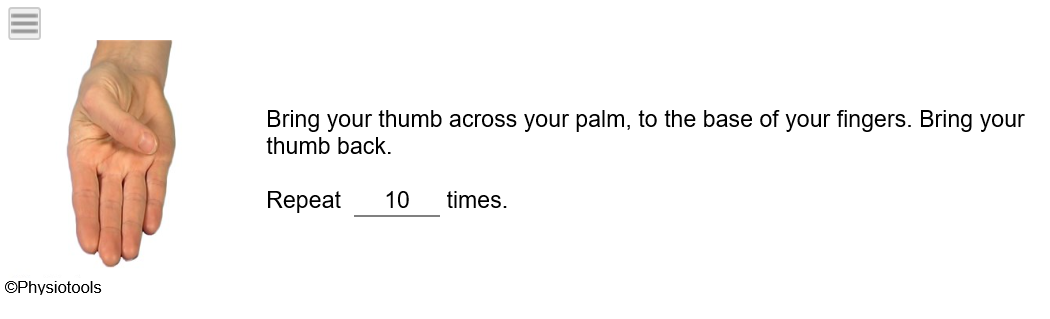 Bring your thumb across your palm, to the base of your fingers. Bring your
thumb back.
Repeat 10 times.
©Physiotools